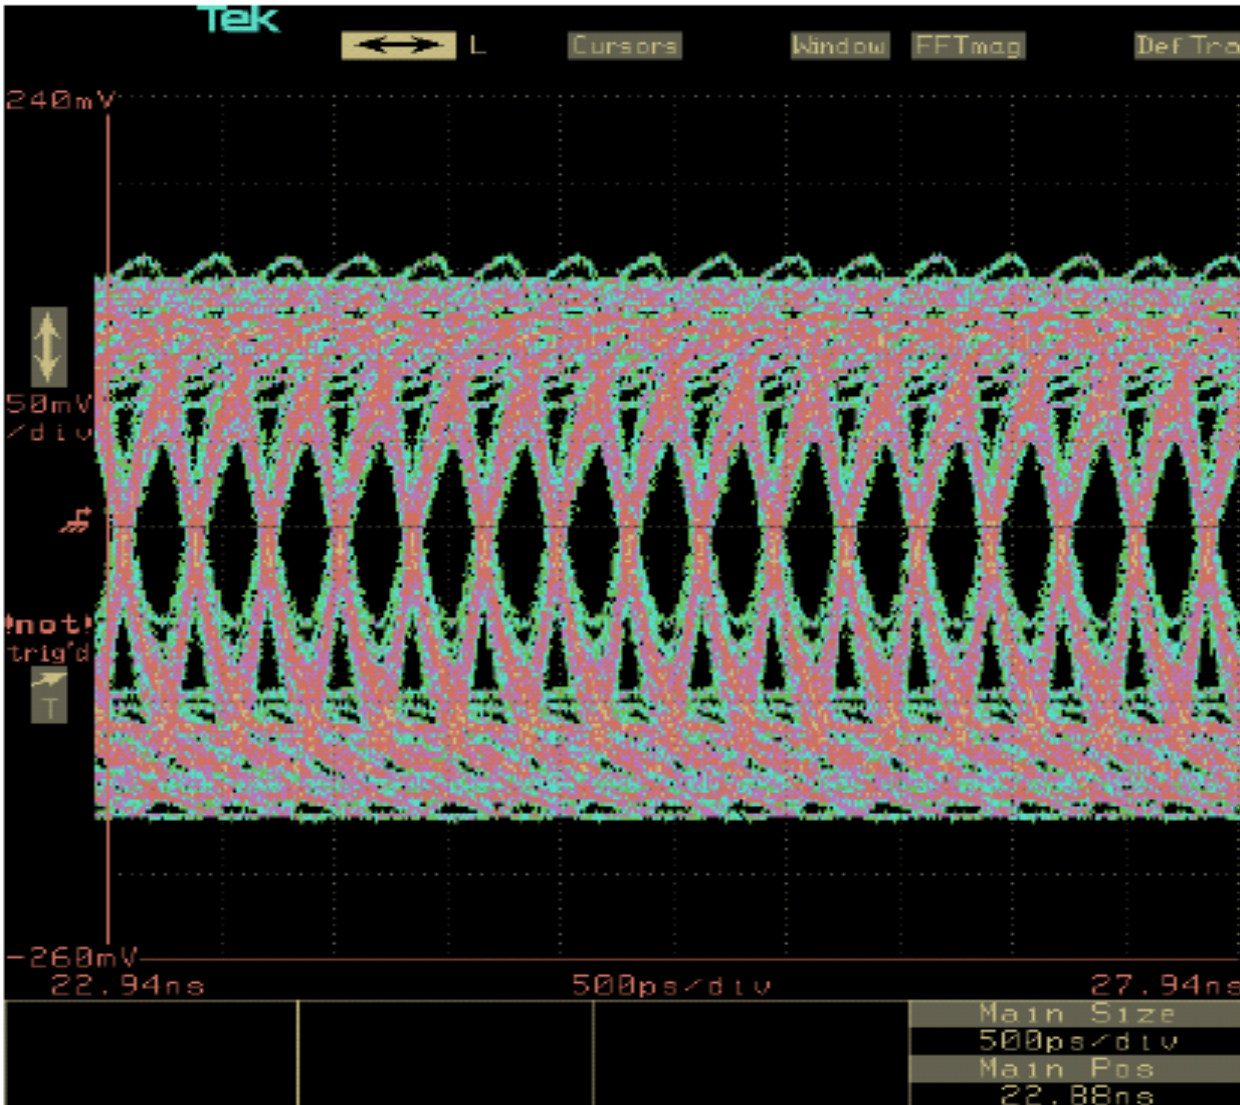 Tek
L Cursors Window FFTmag DefTra
240mV
50mV
/div
!not!
trig'd
T
-260mV
22.94ns 500ps/div 27.94ns
Main Size
500ps/div
Main Pos
22.88ns